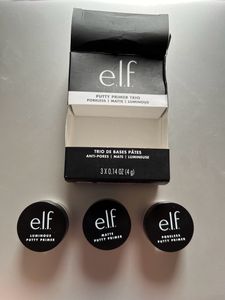 e.l.f.
PUTTY PRIMER TRIO
PORELESS | MATTE | LUMINOUS
TRIO DE BASES PÂTES
ANTI-PORES | MATE | LUMINEUSE
3 X 0.14 OZ (4 g)
e.l.f.
LUMINOUS
PUTTY PRIMER
e.l.f.
MATTE
PUTTY PRIMER
e.l.f.
PORELESS
PUTTY PRIMER